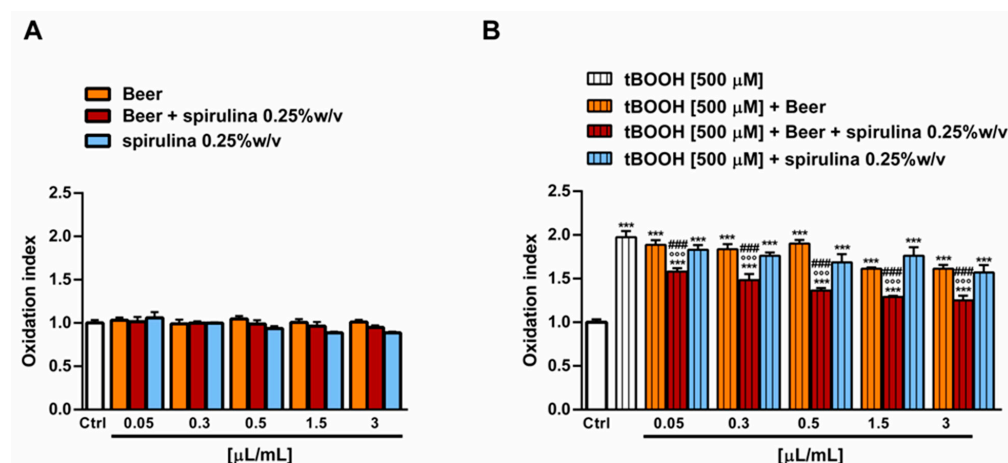 A
Beer
Beer + spirulina 0.25%w/v
spirulina 0.25%w/v
2.5
2.0
1.5
1.0
0.5
0.0
Oxidation index
Ctrl 0.05 0.3 0.5 1.5 3
[µL/mL]
B
tBOOH [500 µM]
tBOOH [500 µM] + Beer
tBOOH [500 µM] + Beer + spirulina 0.25%w/v
tBOOH [500 µM] + spirulina 0.25%w/v
2.5
2.0
1.5
1.0
0.5
0.0
Oxidation index
***
***
###
°°°
***
***
***
###
°°°
***
***
***
###
°°°
***
***
***
###
°°°
***
***
***
###
°°°
***
***
Ctrl 0.05 0.3 0.5 1.5 3
[µL/mL]